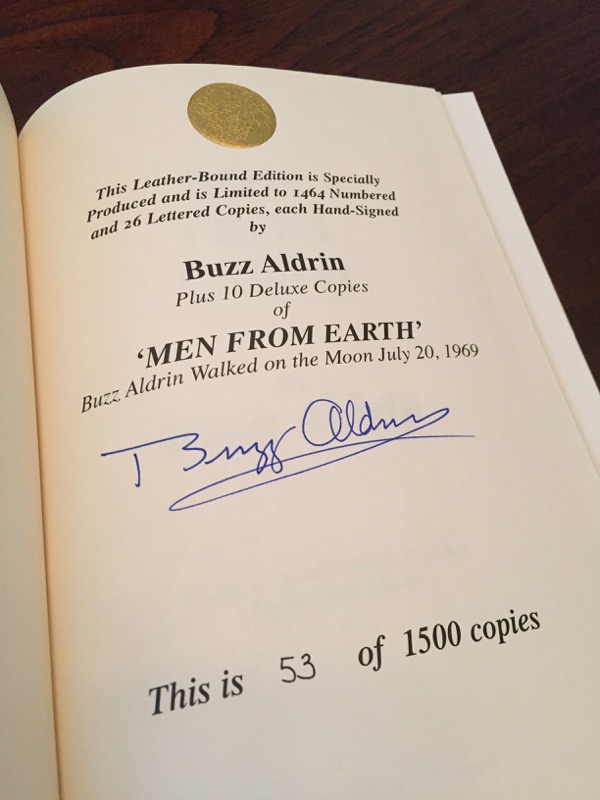 This Leather-Bound Edition is Specially
Produced and is Limited to 1464 Numbered
and 26 Lettered Copies, each Hand-Signed
by
Buzz Aldrin
Plus 10 Deluxe Copies
of
‘MEN FROM EARTH’
Buzz Aldrin Walked on the Moon July 20, 1969
Buzz Aldrin
This is 53 of 1500 copies